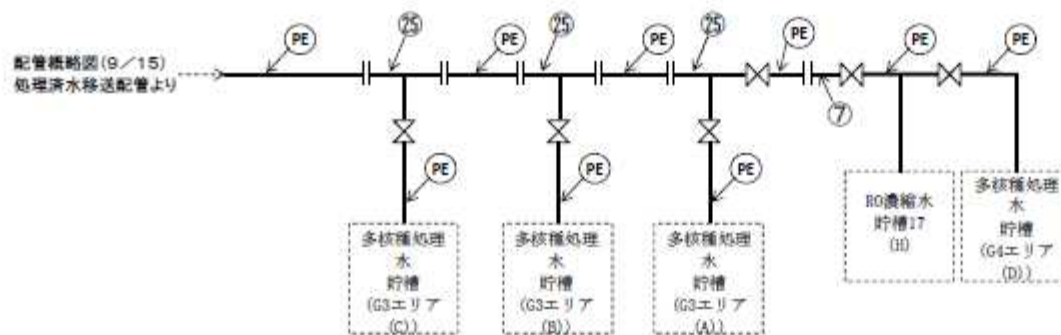 PE
㉕
PE
㉕
PE
㉕
PE
PE
PE
配管概略図(9／15)
処理済水移送配管より
⑦
PE
PE
PE
多核種処理
水
貯槽
(G3エリア
(C))
多核種処理
水
貯槽
(G3エリア
(B))
多核種処理
水
貯槽
(G3エリア
(A))
RO濃縮水
貯槽17
(H)
多核種処理
水
貯槽
(G4エリア
(D))